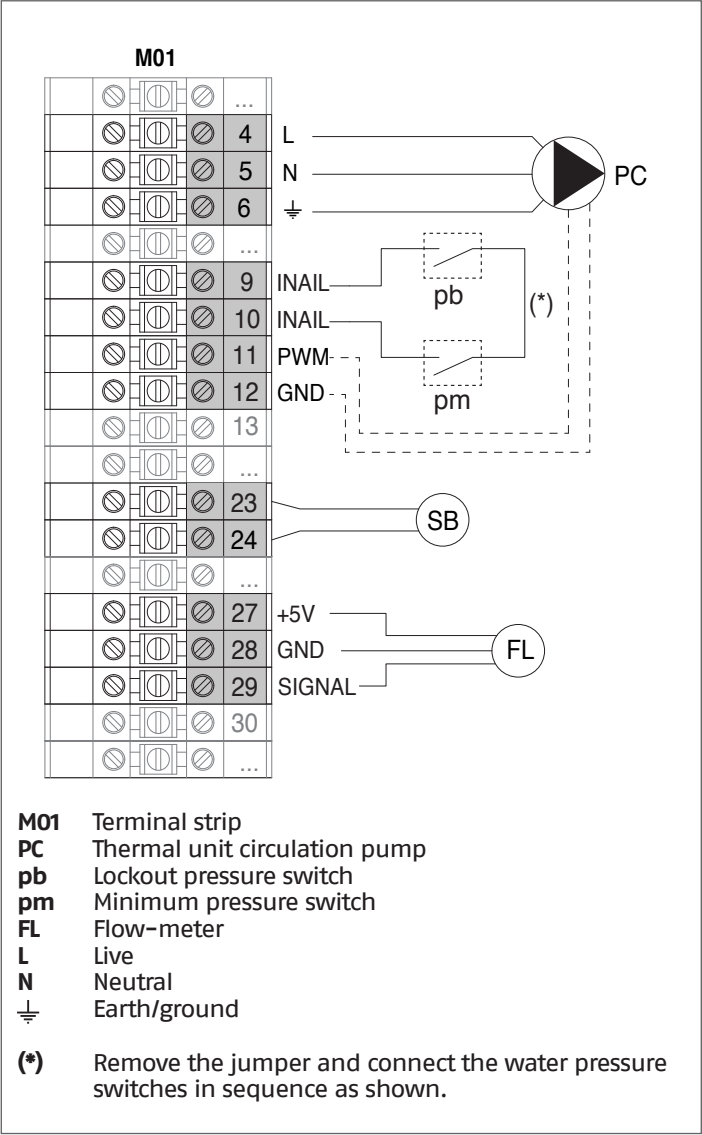 M01
...
4 L
5 N PC
6 ⏚
...
9 INAIL pb (*)
10 INAIL
11 PWM
12 GND pm
13
...
23 SB
24
...
27 +5V
28 GND FL
29 SIGNAL
30
...
M01 Terminal strip
PC Thermal unit circulation pump
pb Lockout pressure switch
pm Minimum pressure switch
FL Flow-meter
L Live
N Neutral
⏚ Earth/ground
(*) Remove the jumper and connect the water pressure
switches in sequence as shown.